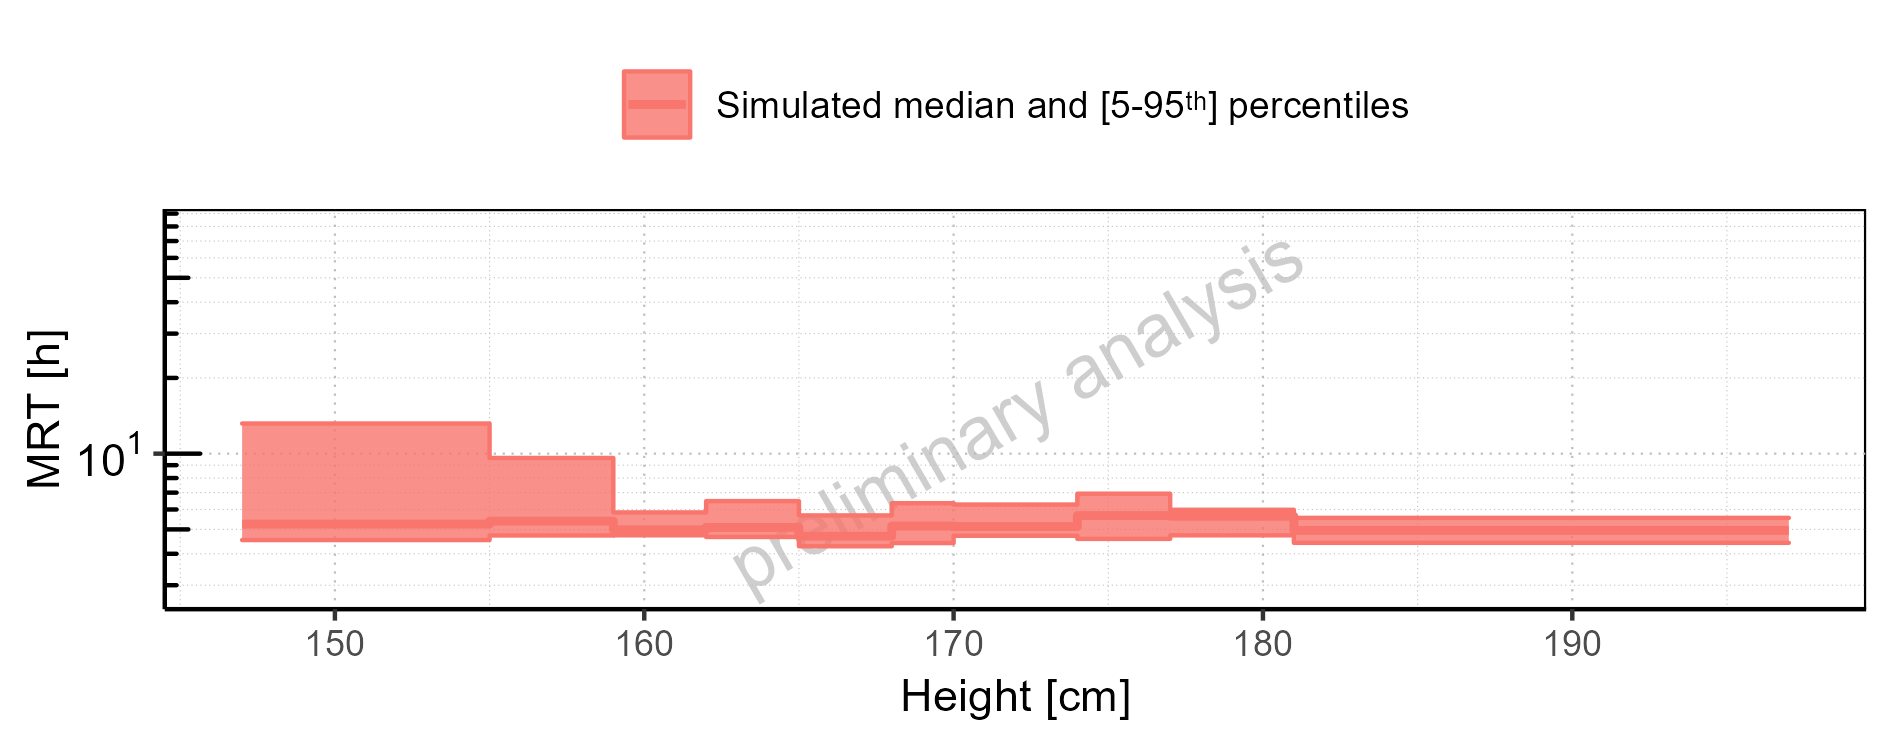 Simulated median and [5-95ᵗʰ] percentiles
MRT [h]
10¹
preliminary analysis
150 160 170 180 190
Height [cm]